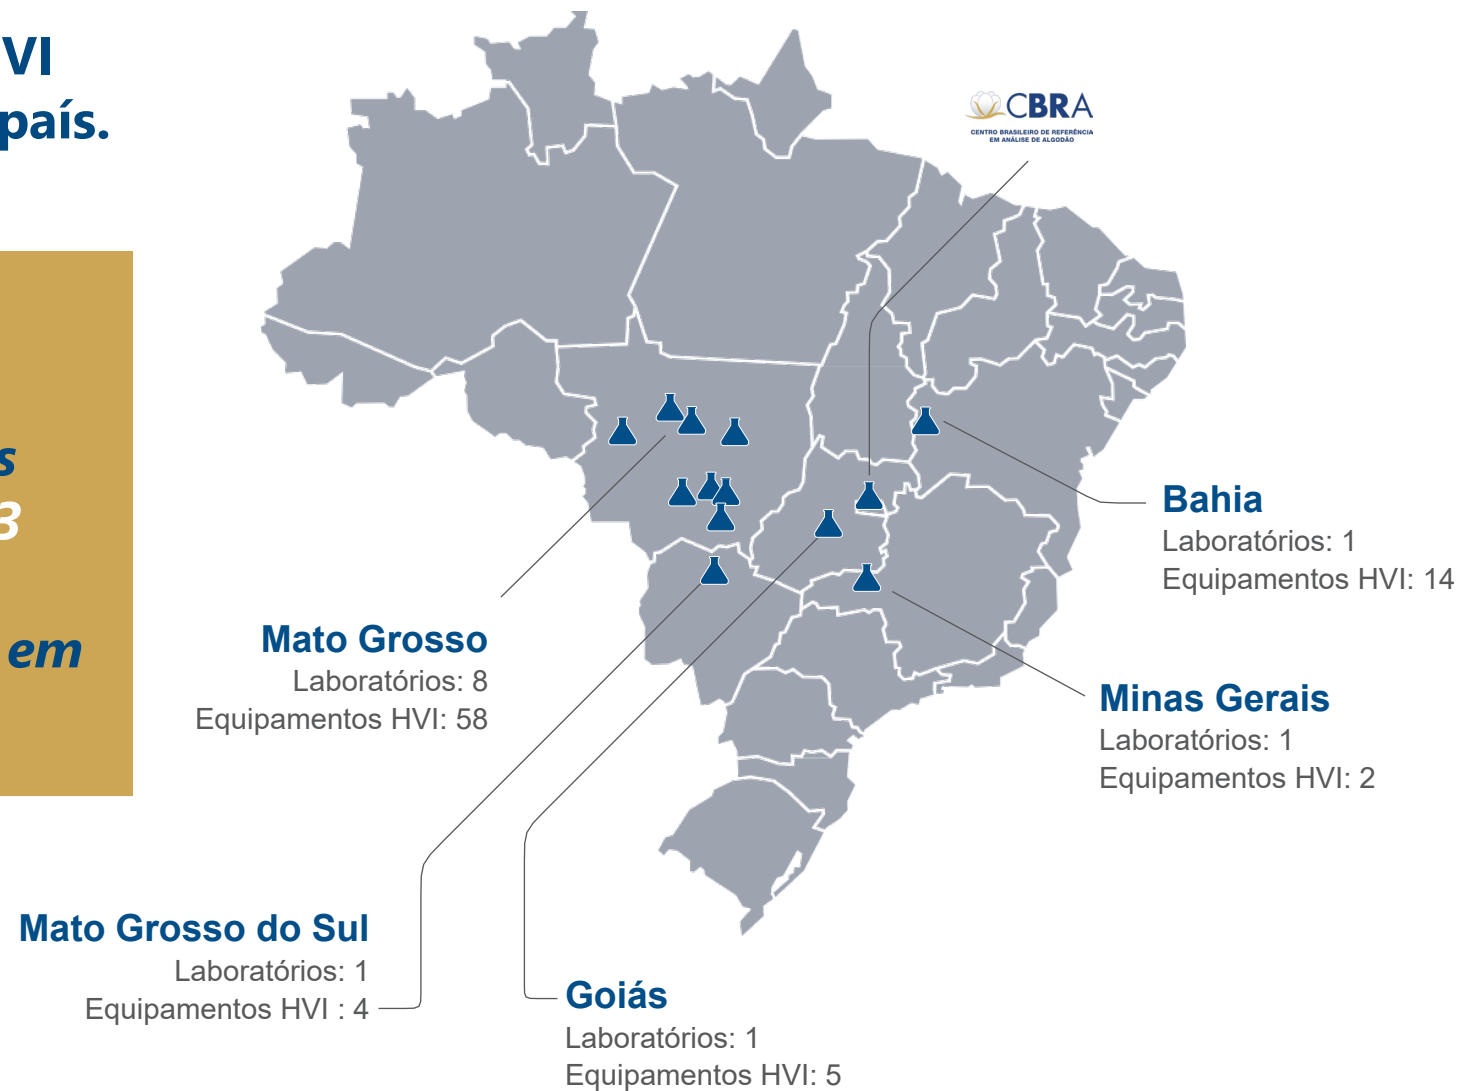 VI
país.
s
3
em
CBRA
CENTRO BRASILEIRO DE REFERÊNCIA
EM ANÁLISE DE ALGODÃO
Bahia
Laboratórios: 1
Equipamentos HVI: 14
Mato Grosso
Laboratórios: 8
Equipamentos HVI: 58
Minas Gerais
Laboratórios: 1
Equipamentos HVI: 2
Mato Grosso do Sul
Laboratórios: 1
Equipamentos HVI : 4
Goiás
Laboratórios: 1
Equipamentos HVI: 5